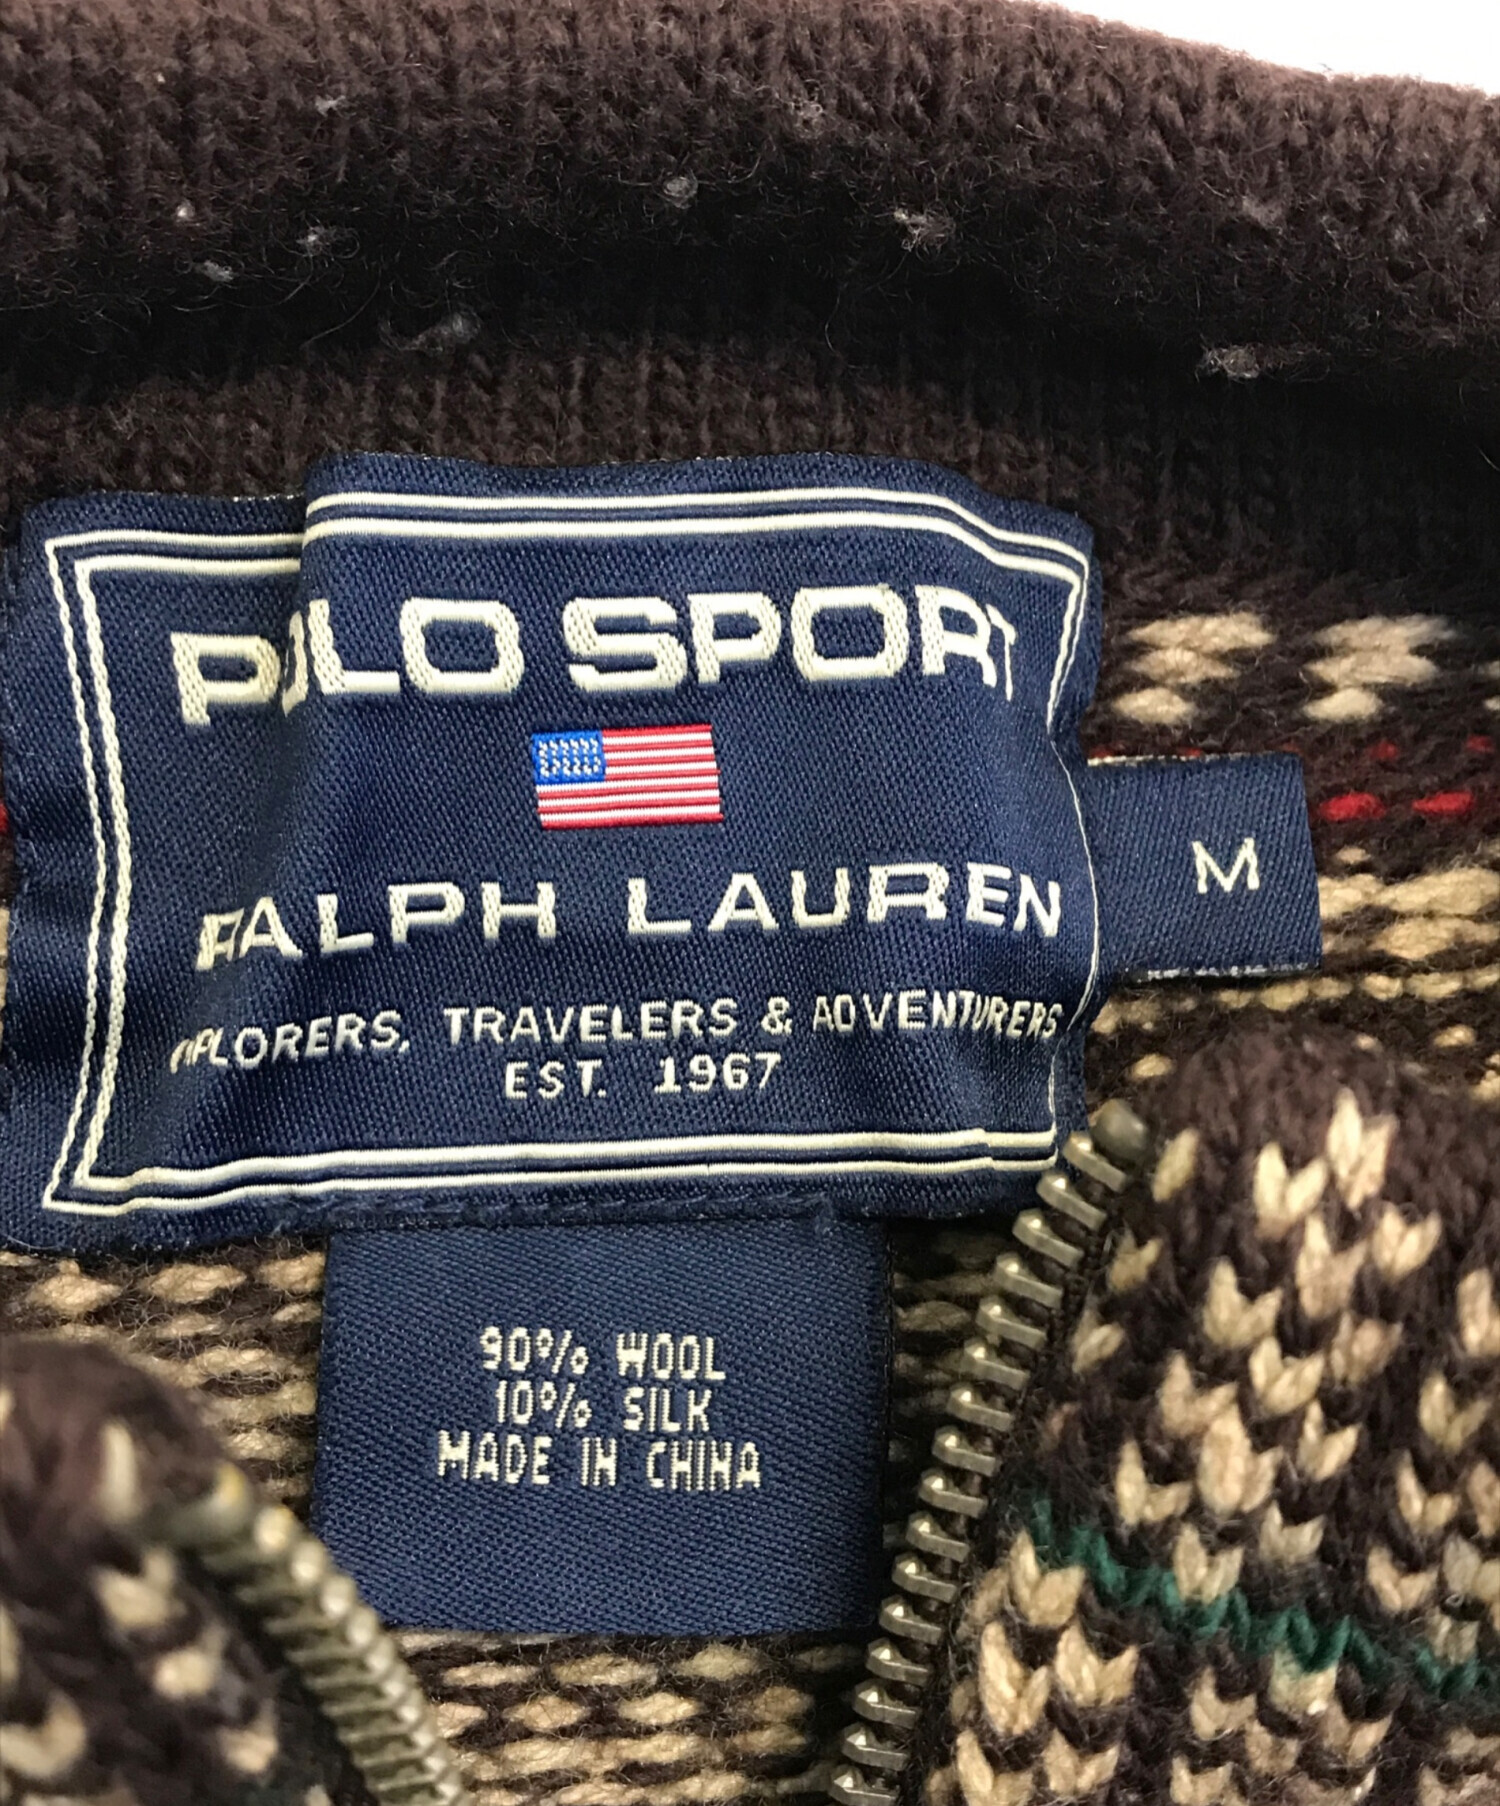 POLO SPORT
RALPH LAUREN
M
EXPLORERS, TRAVELERS & ADVENTURERS
EST. 1967
90% WOOL
10% SILK
MADE IN CHINA